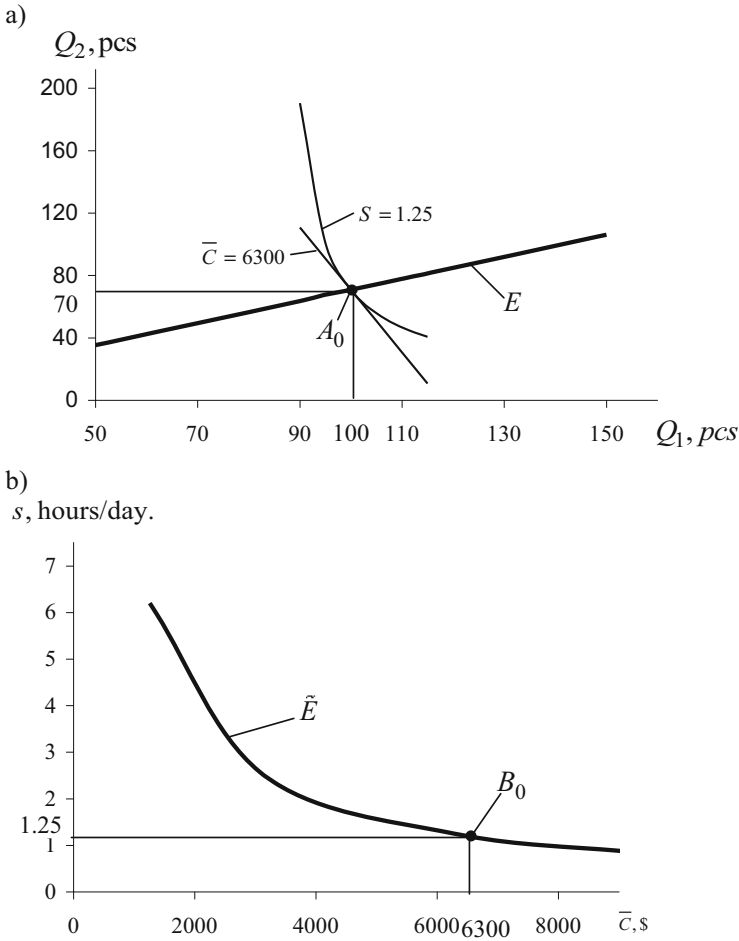 a)
Q₂, pcs
200
160
120
80
70
40
0
S = 1.25
C̅ = 6300
E
A₀
50 70 90 100 110 130 150 Q₁, pcs
b)
s, hours/day.
7
6
5
4
3
2
1.25
1
0
Ẽ
B₀
0 2000 4000 6000 6300 8000 C̅, $